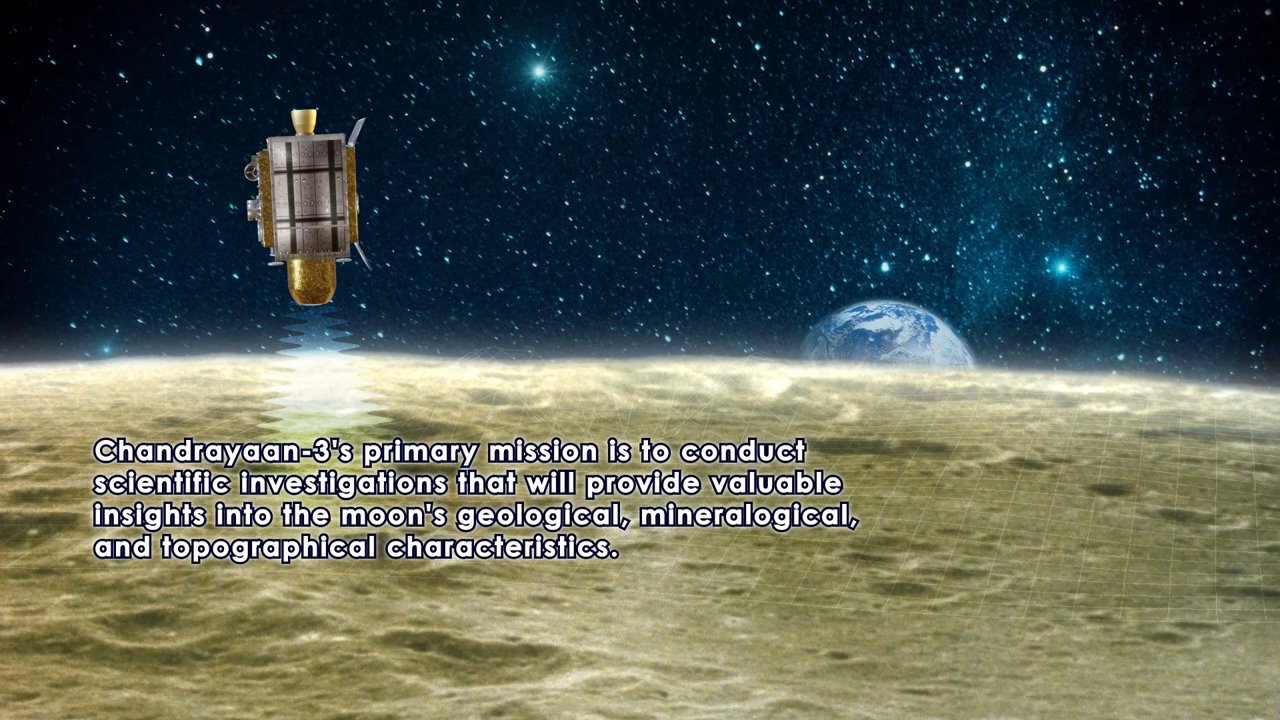 Chandrayaan-3's primary mission is to conduct
scientific investigations that will provide valuable
insights into the moon's geological, mineralogical,
and topographical characteristics.